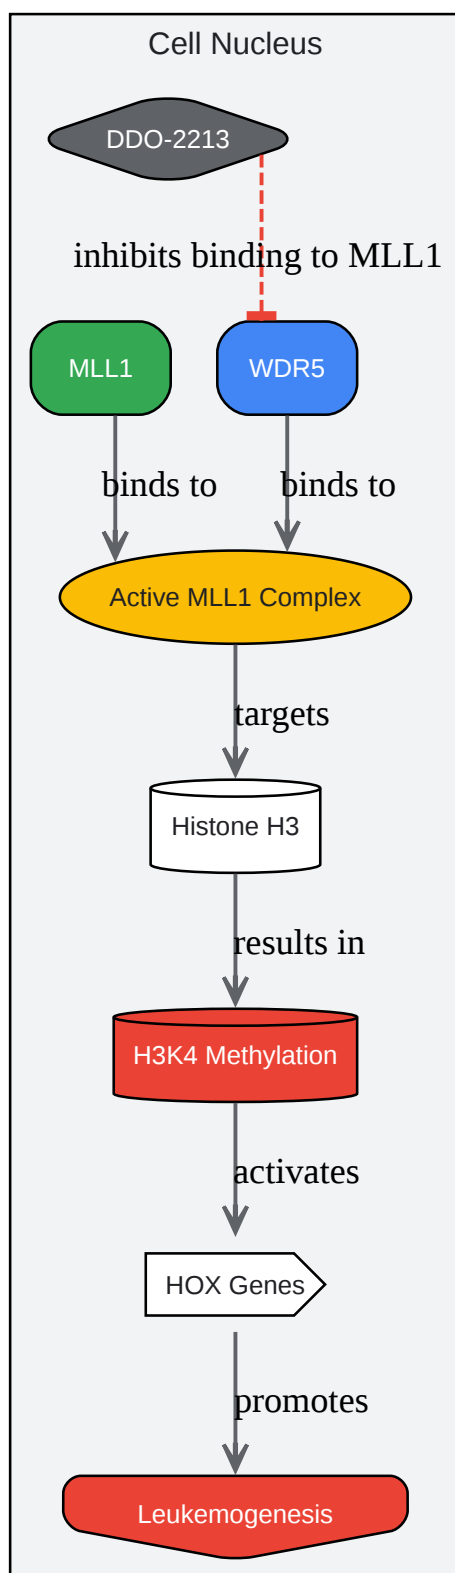 Cell Nucleus
DDO-2213
inhibits binding to MLL1
MLL1
WDR5
binds to
binds to
Active MLL1 Complex
targets
Histone H3
results in
H3K4 Methylation
activates
HOX Genes
promotes
Leukemogenesis